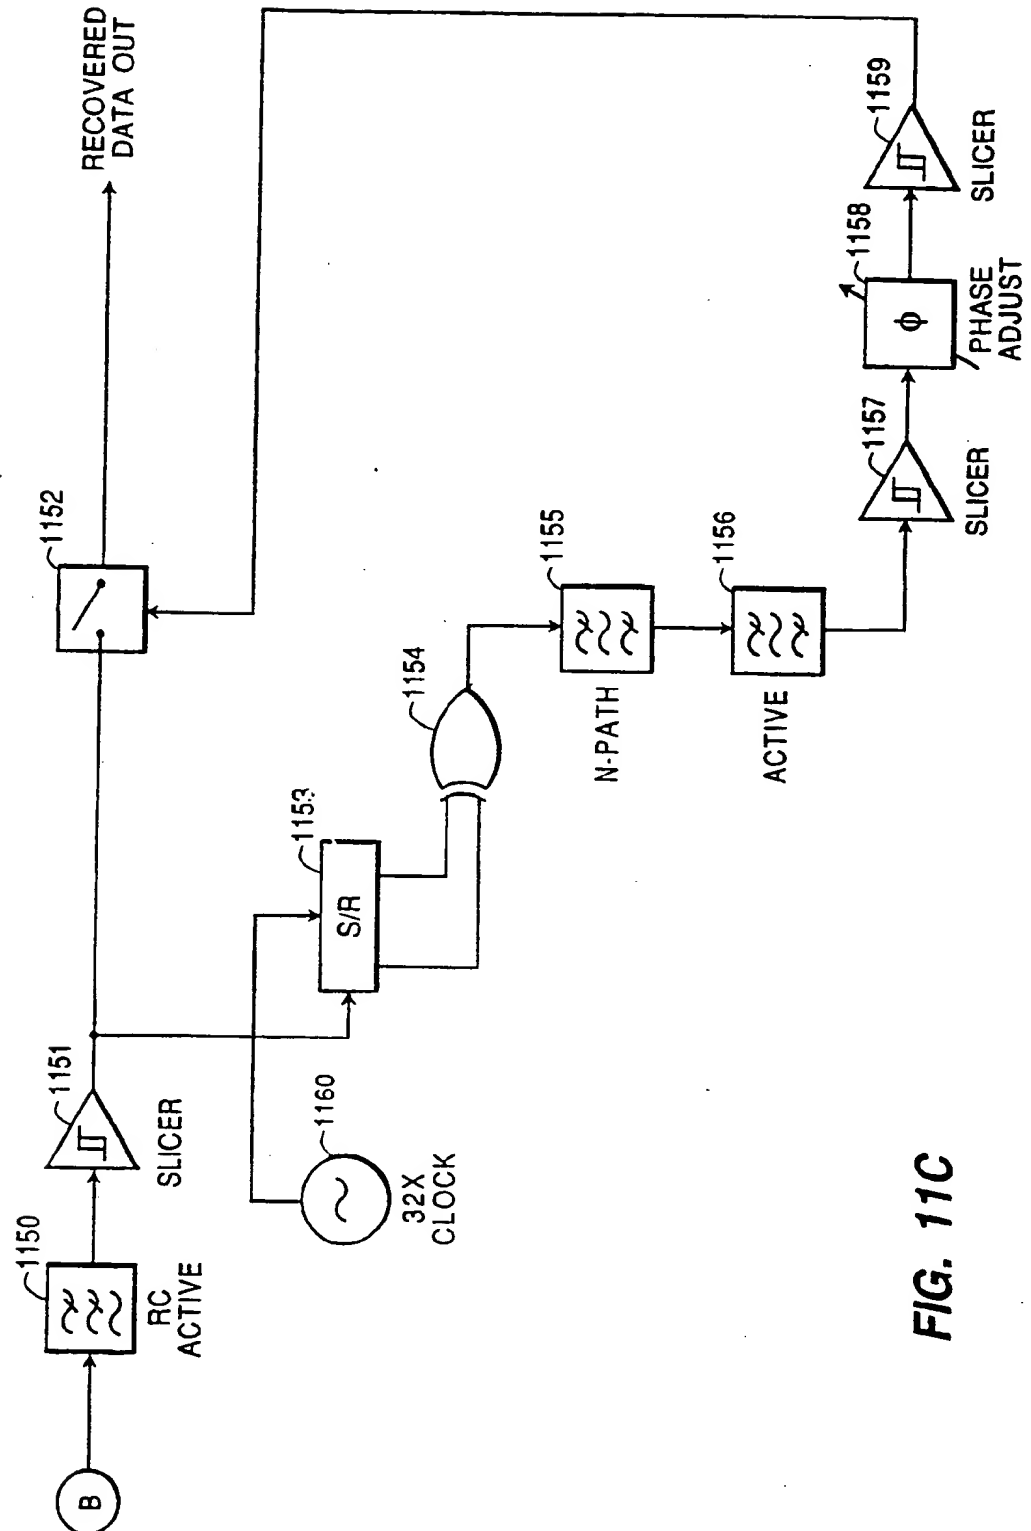 B
1150
RC
ACTIVE
1151
SLICER
1152
RECOVERED
DATA OUT
1160
32X
CLOCK
1153
S/R
1154
1155
N-PATH
1156
ACTIVE
1157
SLICER
1158
Φ
PHASE
ADJUST
1159
SLICER
FIG. 11C